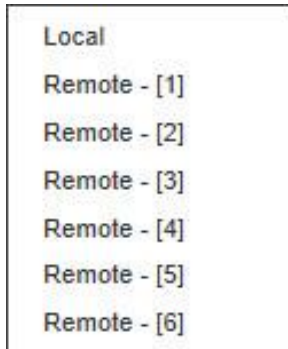 Local
Remote - [1]
Remote - [2]
Remote - [3]
Remote - [4]
Remote - [5]
Remote - [6]